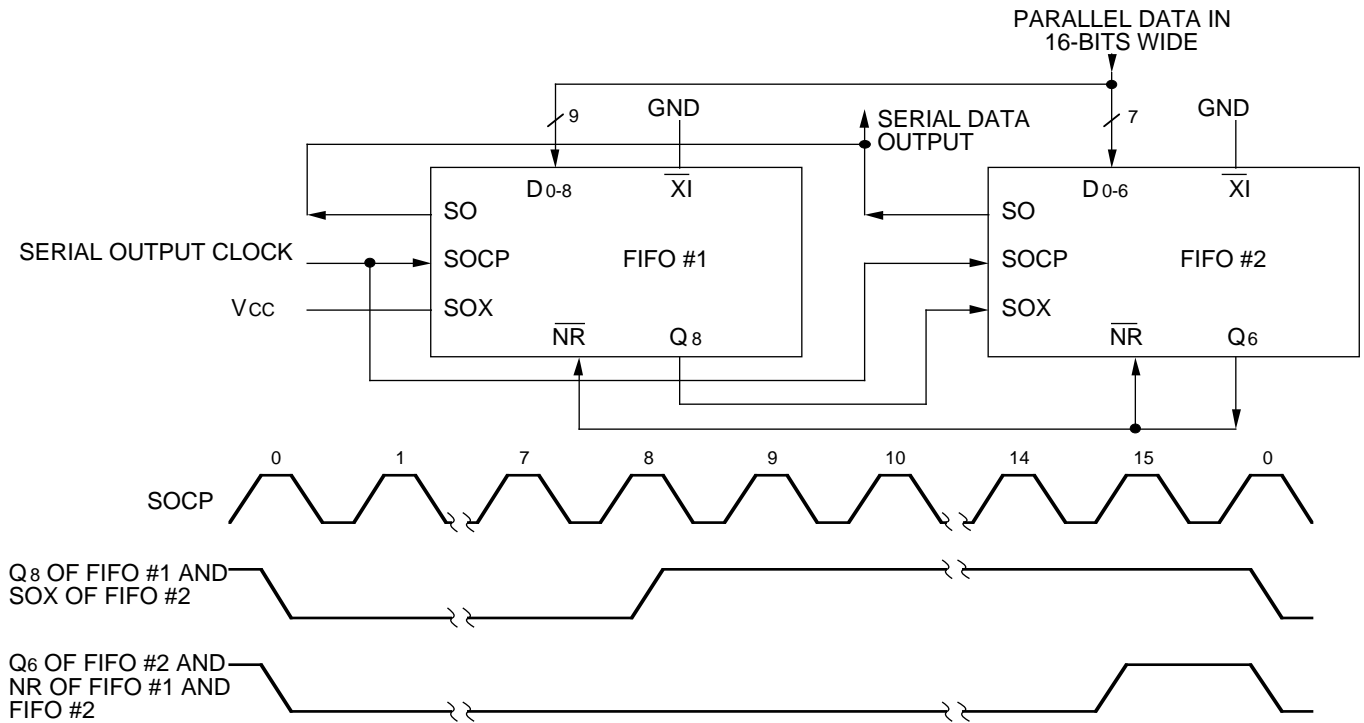 PARALLEL DATA IN
16-BITS WIDE
9
GND
SERIAL DATA
OUTPUT
7
GND
D0-8
XI
D0-6
XI
SO
SO
SERIAL OUTPUT CLOCK
SOCP
FIFO #1
SOCP
FIFO #2
VCC
SOX
SOX
NR
Q8
NR
Q6
0
1
7
8
9
10
14
15
0
SOCP
Q8 OF FIFO #1 AND
SOX OF FIFO #2
Q6 OF FIFO #2 AND
NR OF FIFO #1 AND
FIFO #2